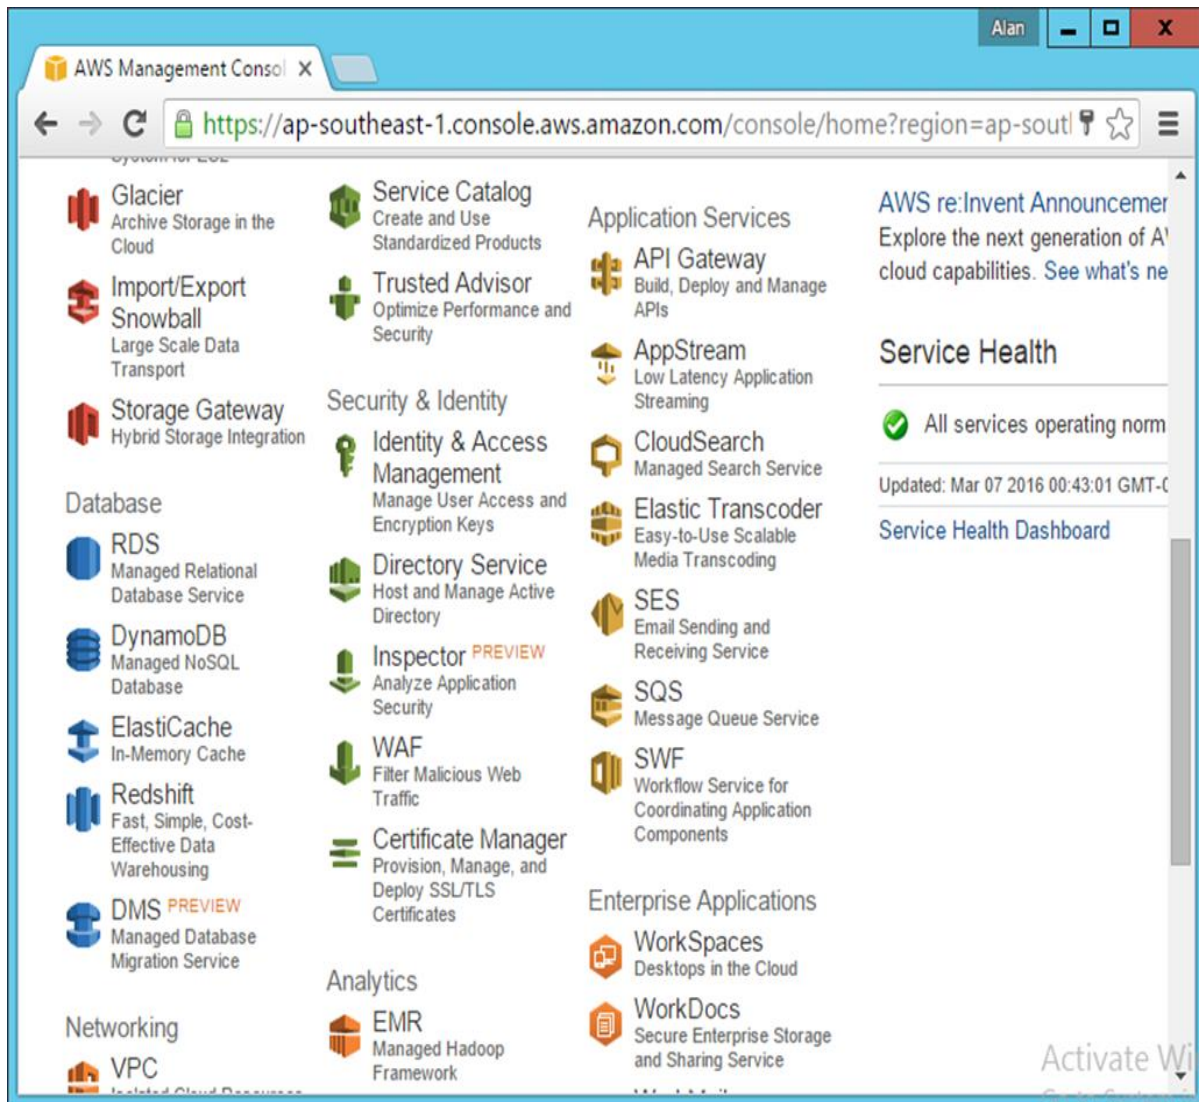 Alan
AWS Management Consol
https://ap-southeast-1.console.aws.amazon.com/console/home?region=ap-sout
Glacier
Archive Storage in the
Cloud
Import/Export
Snowball
Large Scale Data
Transport
Storage Gateway
Hybrid Storage Integration
Database
RDS
Managed Relational
Database Service
DynamoDB
Managed NoSQL
Database
ElastiCache
In-Memory Cache
Redshift
Fast, Simple, Cost-
Effective Data
Warehousing
DMS PREVIEW
Managed Database
Migration Service
Networking
VPC
Service Catalog
Create and Use
Standardized Products
Trusted Advisor
Optimize Performance and
Security
Security & Identity
Identity & Access
Management
Manage User Access and
Encryption Keys
Directory Service
Host and Manage Active
Directory
Inspector PREVIEW
Analyze Application
Security
WAF
Filter Malicious Web
Traffic
Certificate Manager
Provision, Manage, and
Deploy SSL/TLS
Certificates
Analytics
EMR
Managed Hadoop
Framework
Application Services
API Gateway
Build, Deploy and Manage
APIs
AppStream
Low Latency Application
Streaming
CloudSearch
Managed Search Service
Elastic Transcoder
Easy-to-Use Scalable
Media Transcoding
SES
Email Sending and
Receiving Service
SQS
Message Queue Service
SWF
Workflow Service for
Coordinating Application
Components
Enterprise Applications
WorkSpaces
Desktops in the Cloud
WorkDocs
Secure Enterprise Storage
and Sharing Service
AWS re:Invent Announcemen
Explore the next generation of A
cloud capabilities. See what's ne
Service Health
All services operating norm
Updated: Mar 07 2016 00:43:01 GMT-0
Service Health Dashboard
Activate Wi